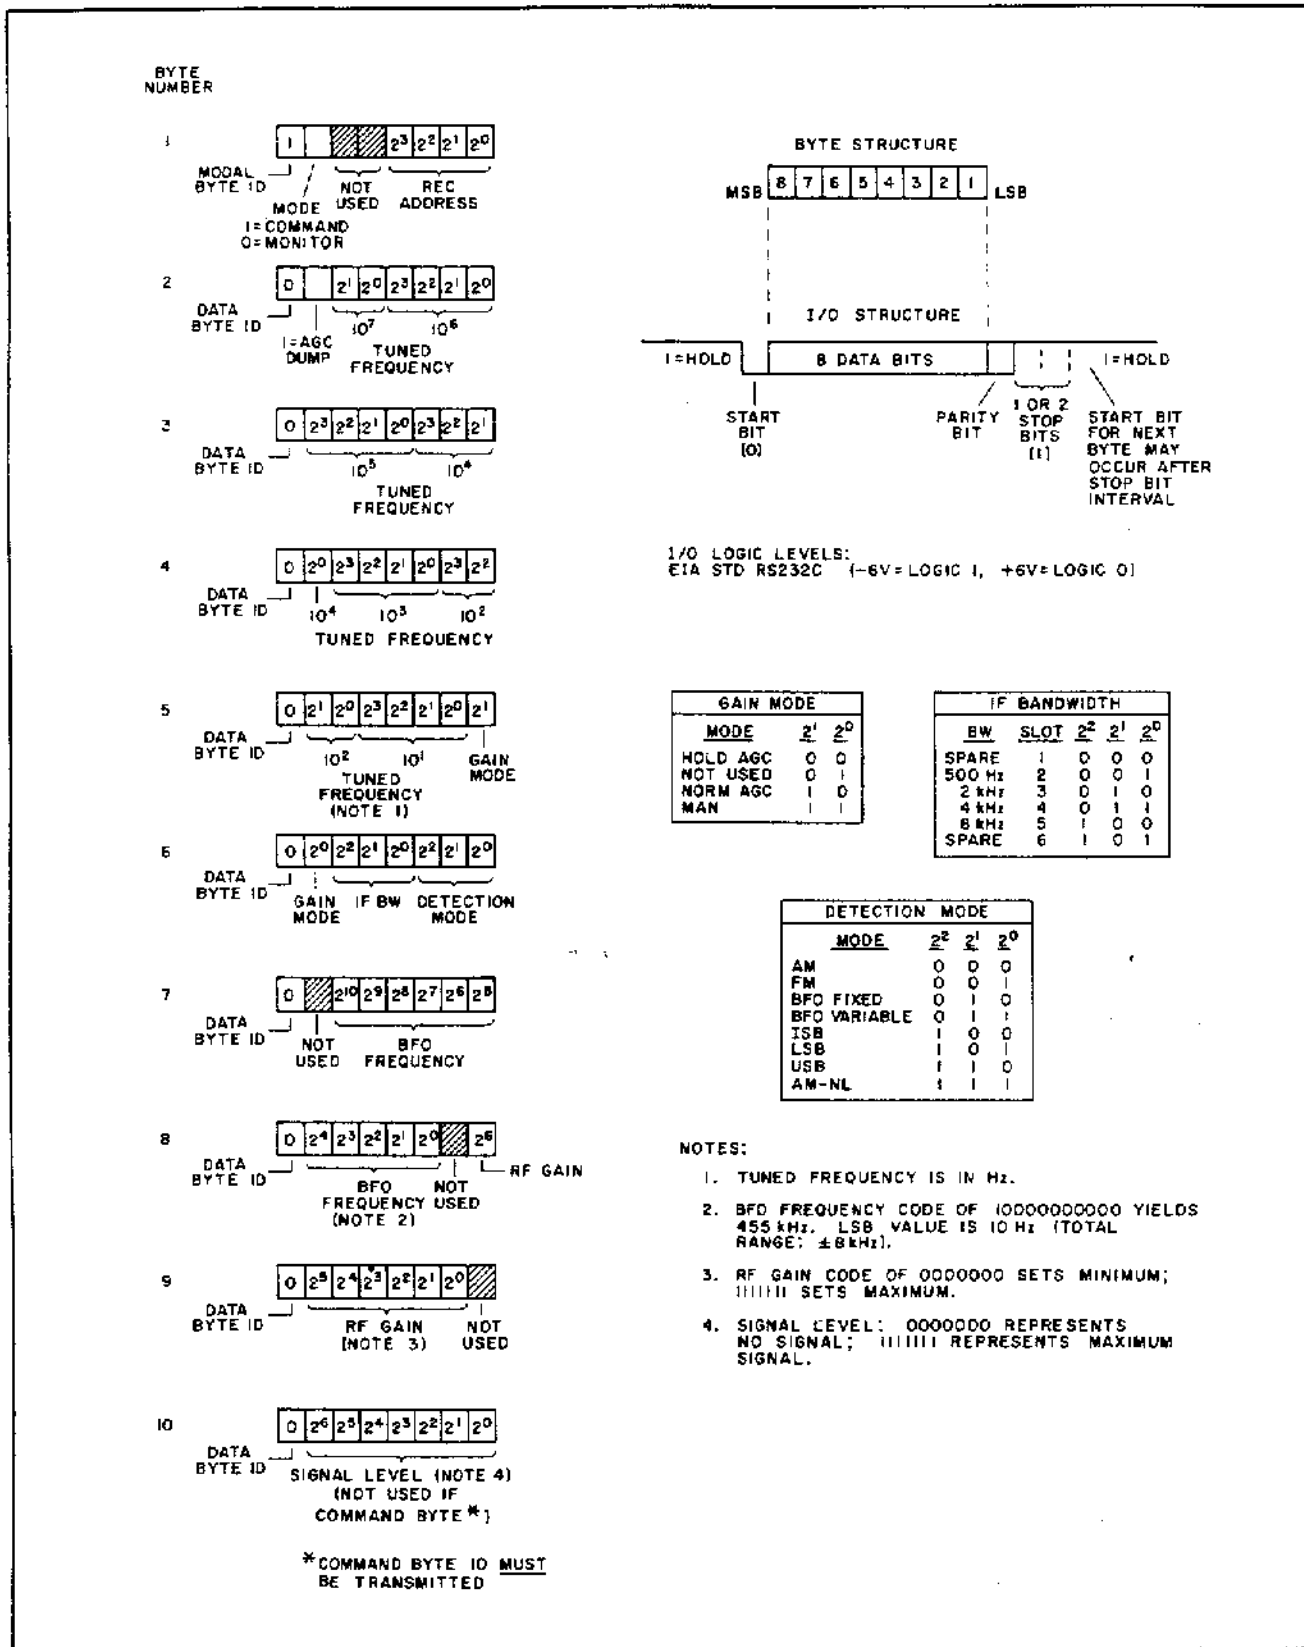 BYTE
NUMBER
1
1 2³ 2² 2¹ 2⁰
MODAL
BYTE ID
MODE
1=COMMAND
0=MONITOR
NOT
USED
REC
ADDRESS
2
0 2¹ 2⁰ 2³ 2² 2¹ 2⁰
DATA
BYTE ID
1=AGC
DUMP
10⁷ 10⁶
TUNED
FREQUENCY
3
0 2³ 2² 2¹ 2⁰ 2³ 2² 2¹
DATA
BYTE ID
10⁵ 10⁴
TUNED
FREQUENCY
4
0 2⁰ 2³ 2² 2¹ 2⁰ 2³ 2²
DATA
BYTE ID
10⁴ 10³ 10²
TUNED FREQUENCY
5
0 2¹ 2⁰ 2³ 2² 2¹ 2⁰ 2¹
DATA
BYTE ID
10² 10¹
TUNED
FREQUENCY
(NOTE 1)
GAIN
MODE
6
0 2⁰ 2² 2¹ 2⁰ 2² 2¹ 2⁰
DATA
BYTE ID
GAIN
MODE
IF BW
DETECTION
MODE
7
0 2¹⁰ 2⁹ 2⁸ 2⁷ 2⁶ 2⁵
DATA
BYTE ID
NOT
USED
BFO
FREQUENCY
8
0 2⁴ 2³ 2² 2¹ 2⁰ 2⁶
DATA
BYTE ID
BFO
FREQUENCY
(NOTE 2)
NOT
USED
RF GAIN
9
0 2⁵ 2⁴ 2³ 2² 2¹ 2⁰
DATA
BYTE ID
RF GAIN
(NOTE 3)
NOT
USED
10
0 2⁶ 2⁵ 2⁴ 2³ 2² 2¹ 2⁰
DATA
BYTE ID
SIGNAL LEVEL (NOTE 4)
(NOT USED IF
COMMAND BYTE*)
*COMMAND BYTE 10 MUST
BE TRANSMITTED
BYTE STRUCTURE
MSB 8 7 6 5 4 3 2 1 LSB
I/O STRUCTURE
1=HOLD 8 DATA BITS 1=HOLD
START
BIT
(0)
PARITY
BIT
1 OR 2
STOP
BITS
(1)
START BIT
FOR NEXT
BYTE MAY
OCCUR AFTER
STOP BIT
INTERVAL
I/O LOGIC LEVELS:
EIA STD RS232C (-6V=LOGIC 1, +6V=LOGIC 0)
GAIN MODE
MODE 2¹ 2⁰
HOLD AGC 0 0
NOT USED 0 1
NORM AGC 1 0
MAN 1 1
IF BANDWIDTH
BW SLOT 2² 2¹ 2⁰
SPARE 1 0 0 0
500 Hz 2 0 0 1
2 kHz 3 0 1 0
4 kHz 4 0 1 1
8 kHz 5 1 0 0
SPARE 6 1 0 1
DETECTION MODE
MODE 2² 2¹ 2⁰
AM 0 0 0
FM 0 0 1
BFO FIXED 0 1 0
BFO VARIABLE 0 1 1
ISB 1 0 0
LSB 1 0 1
USB 1 1 0
AM-NL 1 1 1
NOTES:
1. TUNED FREQUENCY IS IN Hz.
2. BFO FREQUENCY CODE OF 10000000000 YIELDS
455 kHz. LSB VALUE IS 10 Hz (TOTAL
RANGE: ±8kHz).
3. RF GAIN CODE OF 0000000 SETS MINIMUM;
1111111 SETS MAXIMUM.
4. SIGNAL LEVEL: 0000000 REPRESENTS
NO SIGNAL; 1111111 REPRESENTS MAXIMUM
SIGNAL.